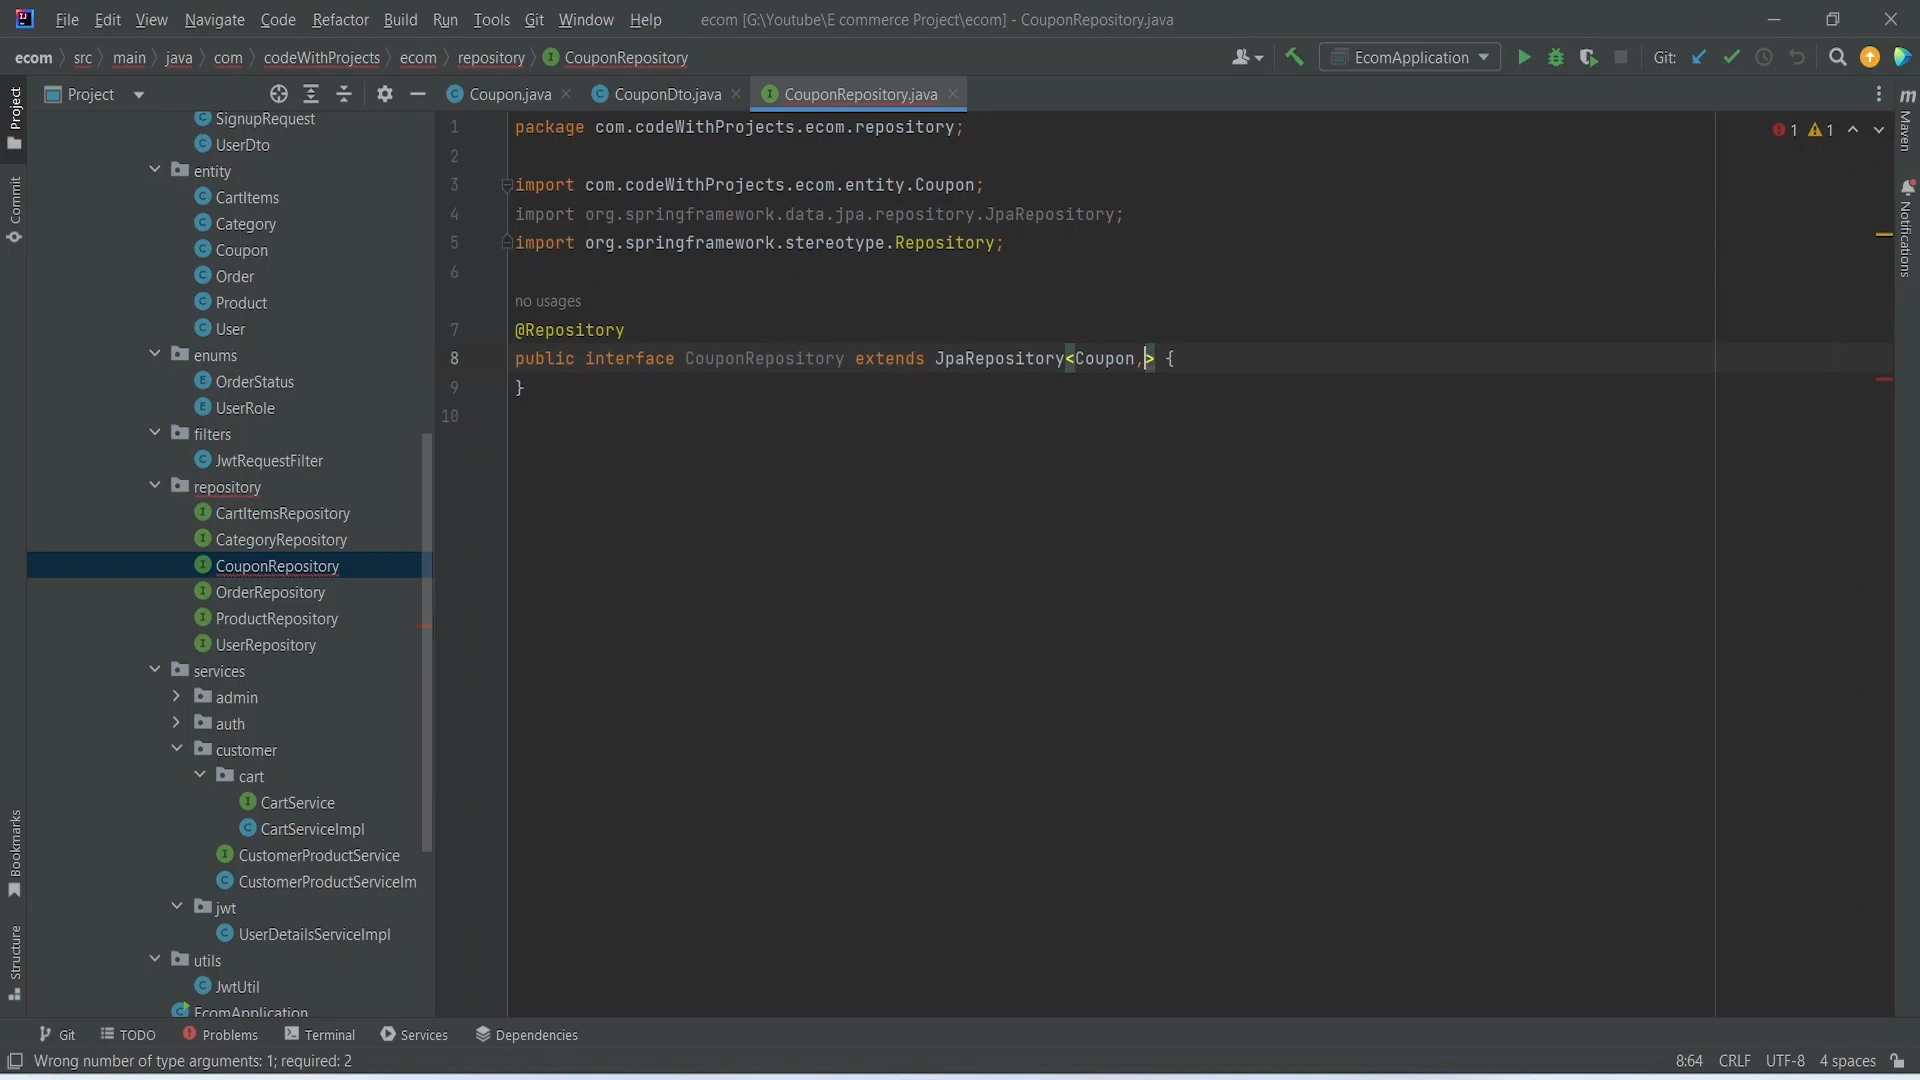 File Edit View Navigate Code Refactor Build Run Tools Git Window Help ecom [G:\Youtube\E commerce Project\ecom] - CouponRepository.java
ecom src main java com codeWithProjects ecom repository CouponRepository EcomApplication Git:
Project Coupon.java CouponDto.java CouponRepository.java
SignupRequest
UserDto
entity
CartItems
Category
Coupon
Order
Product
User
enums
OrderStatus
UserRole
filters
JwtRequestFilter
repository
CartItemsRepository
CategoryRepository
CouponRepository
OrderRepository
ProductRepository
UserRepository
services
admin
auth
customer
cart
CartService
CartServiceImpl
CustomerProductService
CustomerProductServiceIm
jwt
UserDetailsServiceImpl
utils
JwtUtil
EcomApplication
1 package com.codeWithProjects.ecom.repository;
2
3 import com.codeWithProjects.ecom.entity.Coupon;
4 import org.springframework.data.jpa.repository.JpaRepository;
5 import org.springframework.stereotype.Repository;
6
no usages
7 @Repository
8 public interface CouponRepository extends JpaRepository<Coupon,> {
9 }
10
1 1
Project
Commit
Bookmarks
Structure
m
Maven
Notifications
Git TODO Problems Terminal Services Dependencies
Wrong number of type arguments: 1; required: 2 8:64 CRLF UTF-8 4 spaces